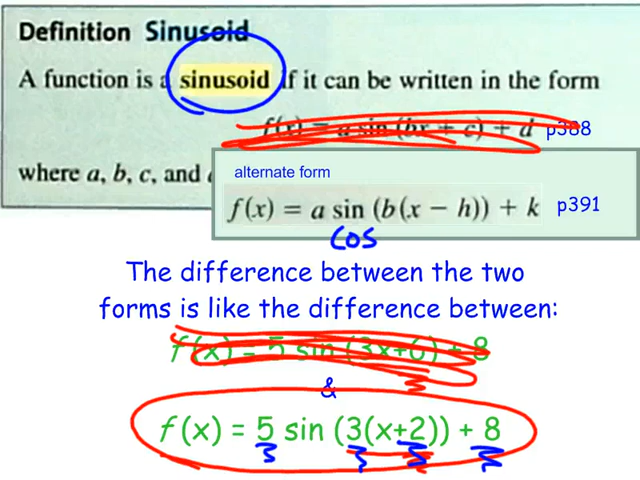 Definition Sinusoid
A function is a sinusoid if it can be written in the form
f(x) = a sin (bx + c) + d p388
where a, b, c, and
alternate form
f(x) = a sin (b(x − h)) + k p391
cos
The difference between the two
forms is like the difference between:
f(x) = 5 sin (3x+6) + 8
&
f(x) = 5 sin (3(x+2)) + 8